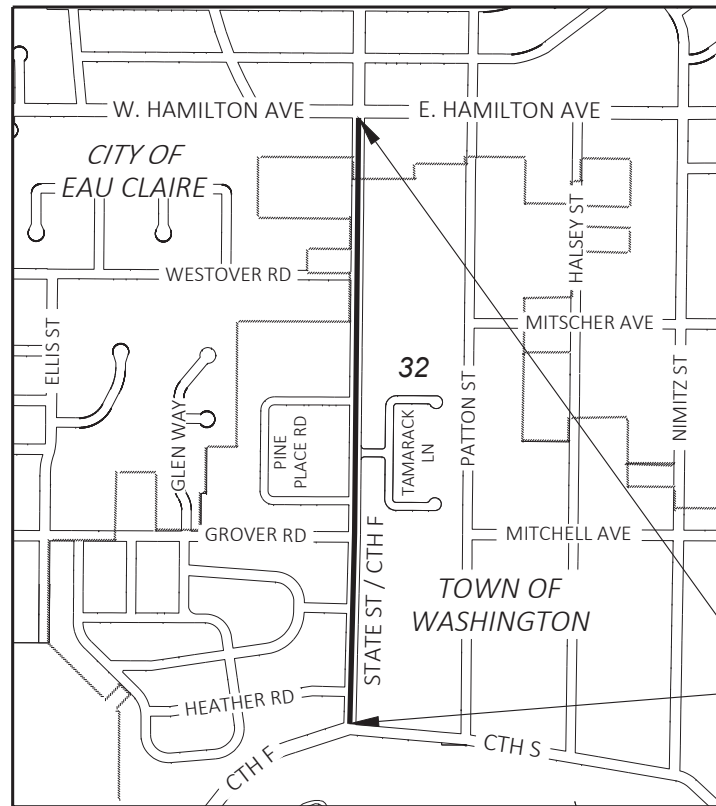 W. HAMILTON AVE
E. HAMILTON AVE
CITY OF
EAU CLAIRE
HALSEY ST
WESTOVER RD
MITSCHER AVE
ELLIS ST
32
NIMITZ ST
PATTON ST
GLEN WAY
PINE
PLACE RD
TAMARACK
LN
GROVER RD
MITCHELL AVE
STATE ST / CTH F
TOWN OF
WASHINGTON
HEATHER RD
CTH F
CTH S